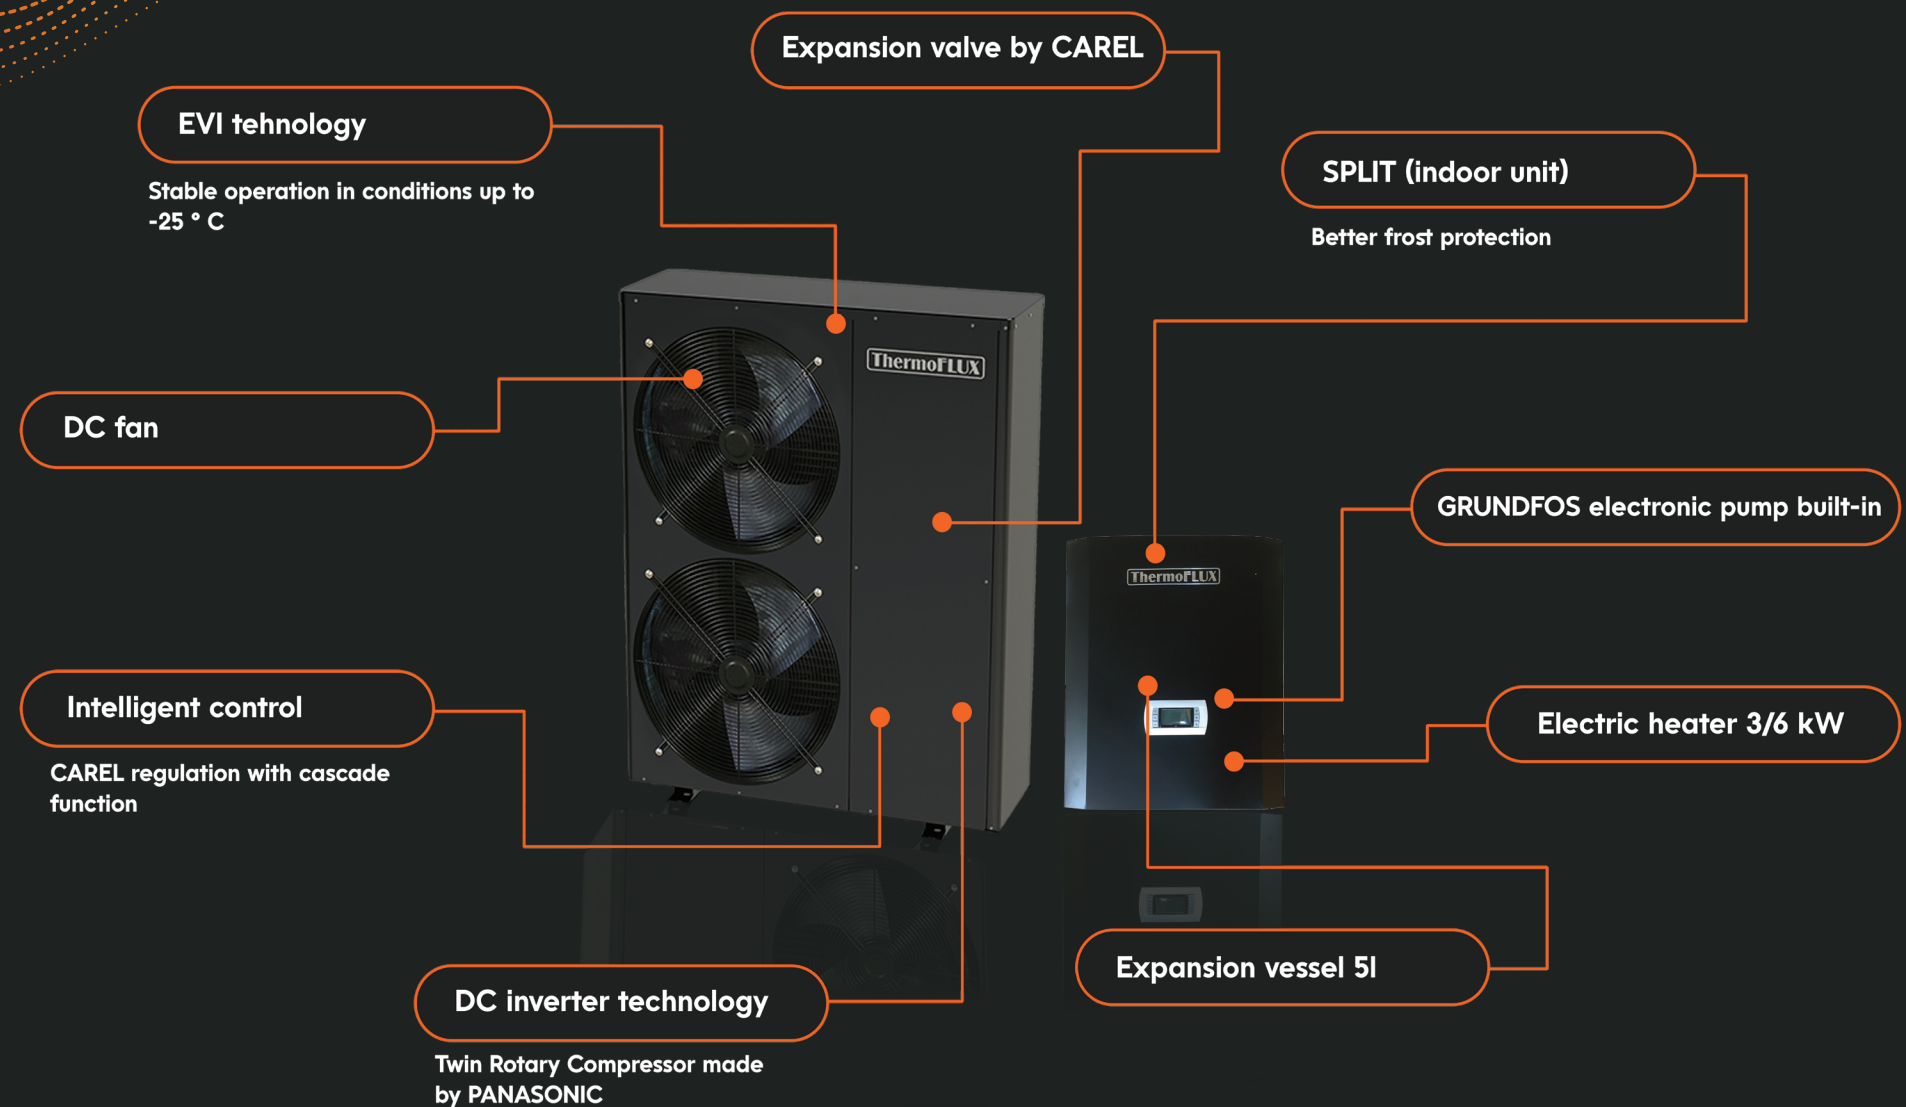 Expansion valve by CAREL
EVI tehnology
Stable operation in conditions up to
-25 ° C
SPLIT (indoor unit)
Better frost protection
ThermoFLUX
DC fan
GRUNDFOS electronic pump built-in
ThermoFLUX
Intelligent control
CAREL regulation with cascade
function
Electric heater 3/6 kW
Expansion vessel 5l
DC inverter technology
Twin Rotary Compressor made
by PANASONIC